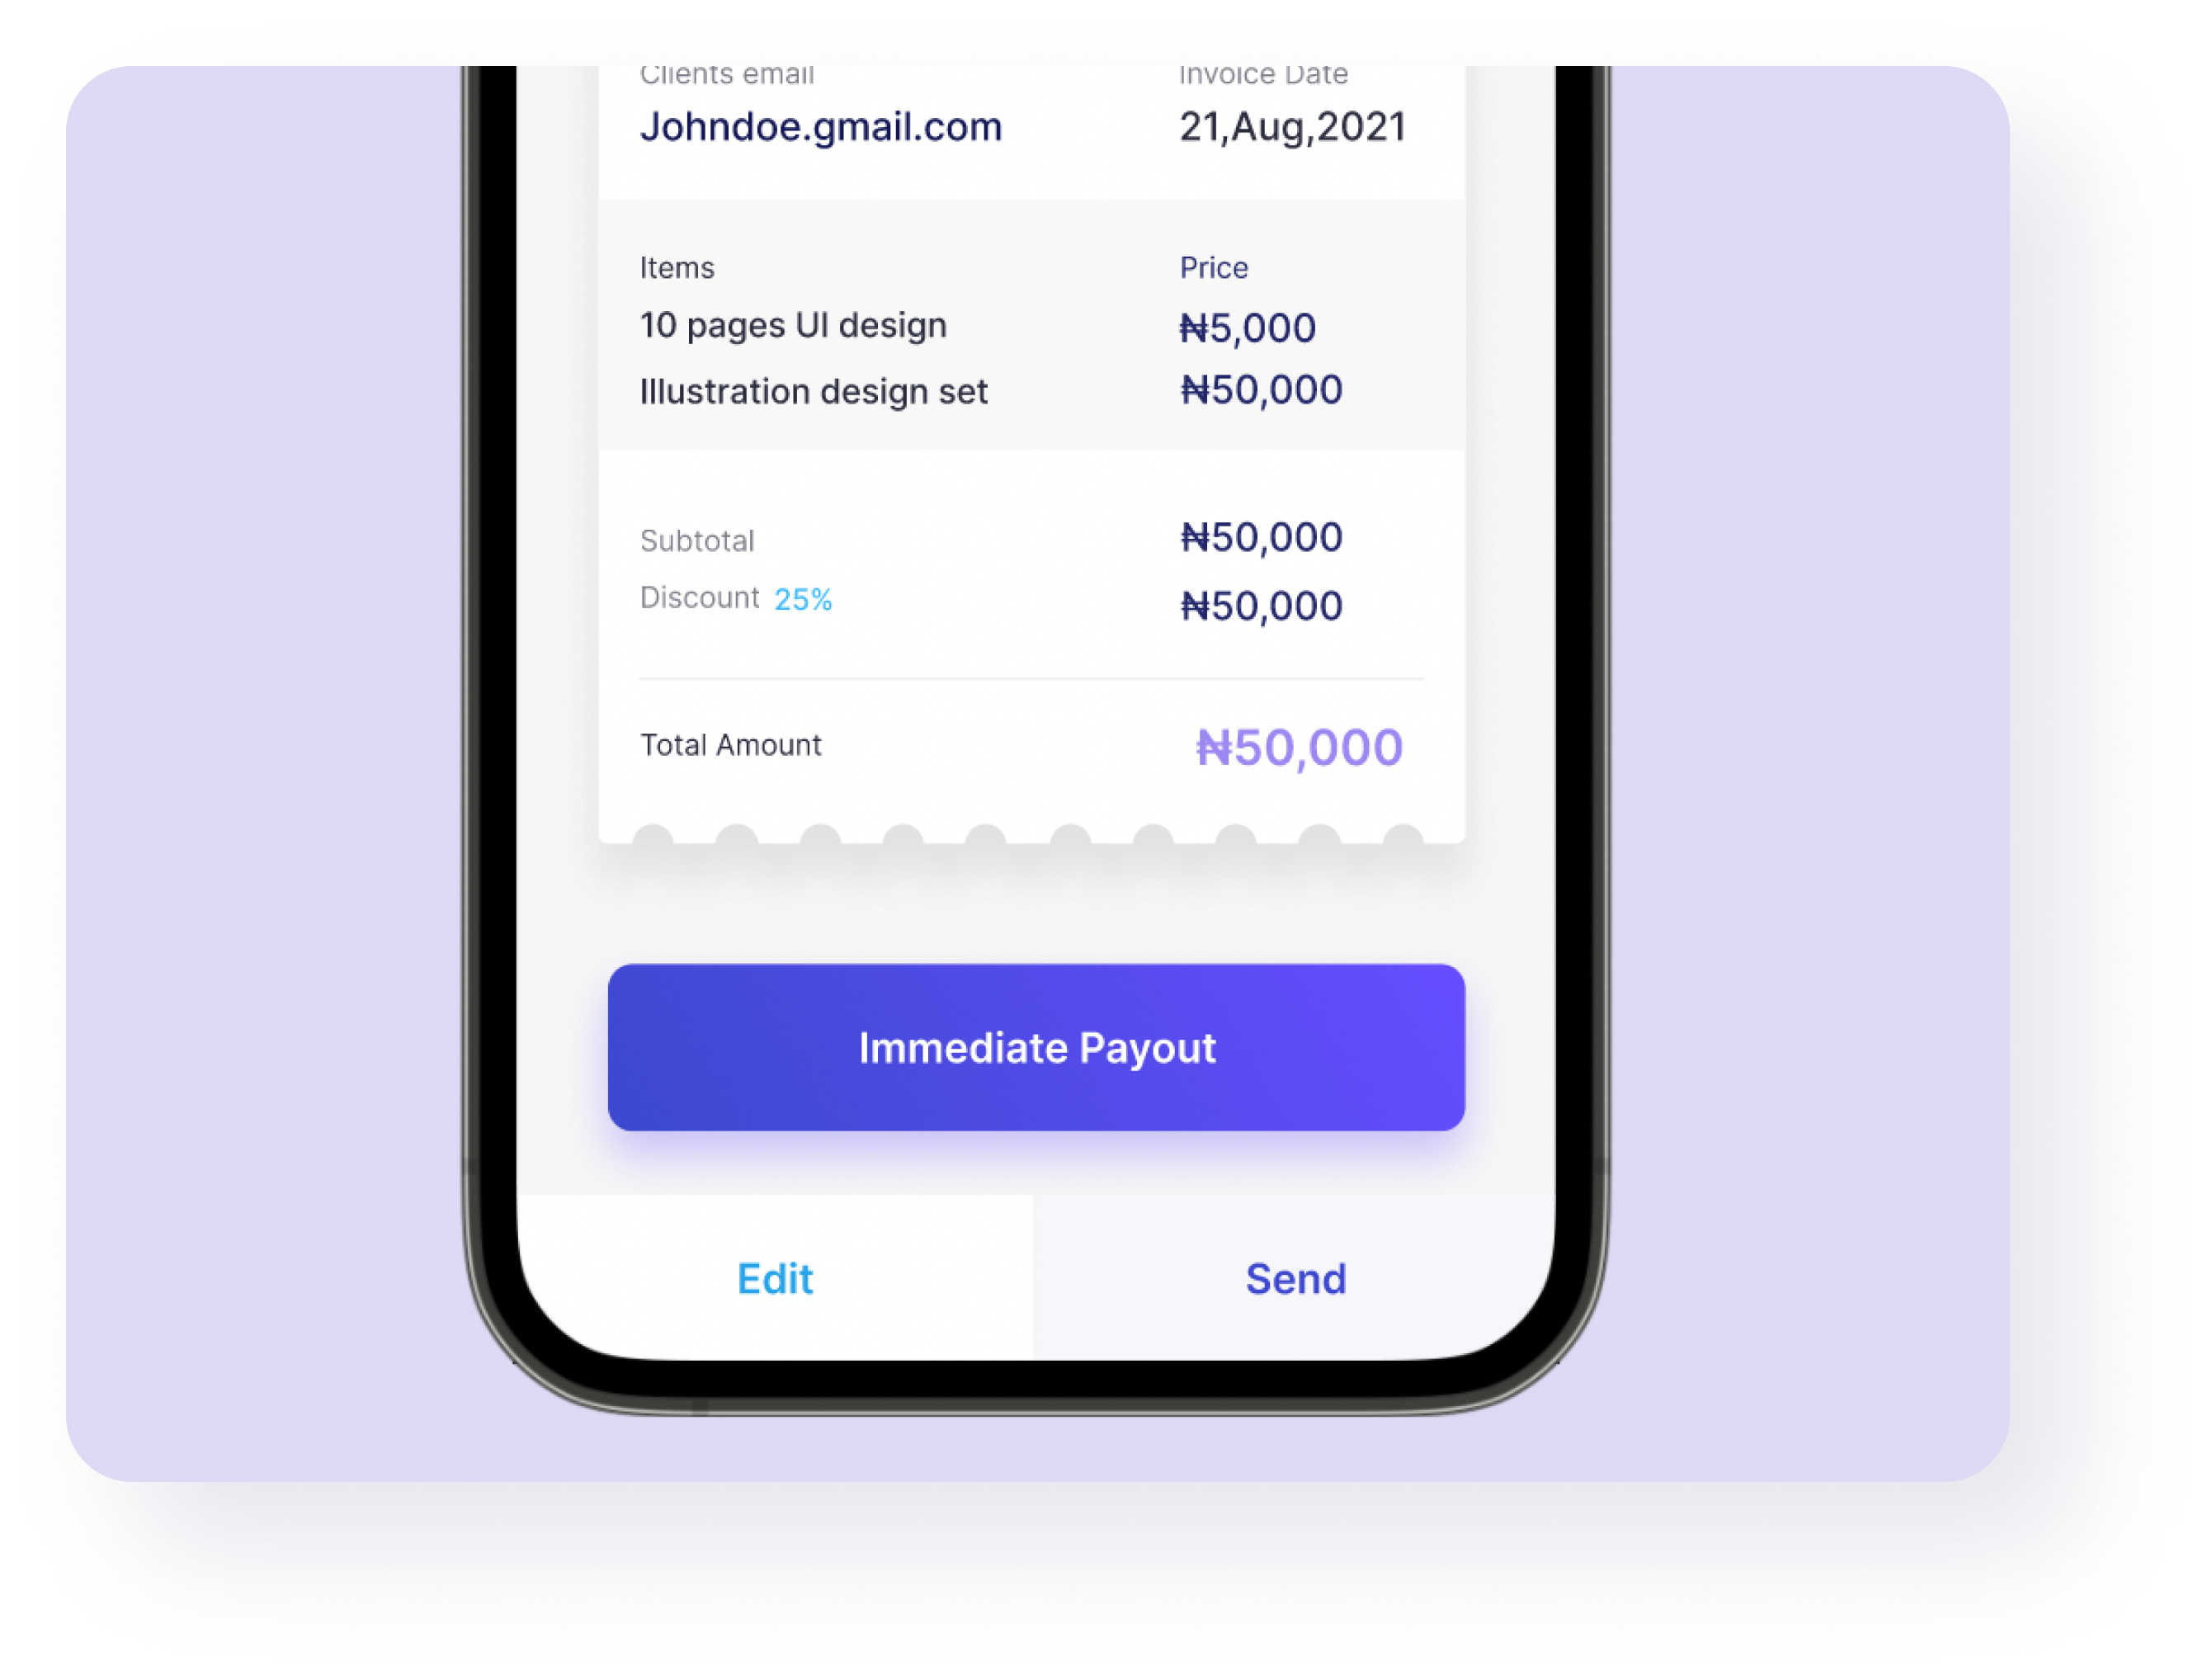 Clients email Invoice Date
Johndoe.gmail.com 21,Aug,2021
Items Price
10 pages UI design ₦5,000
Illustration design set ₦50,000
Subtotal ₦50,000
Discount 25% ₦50,000
Total Amount ₦50,000
Immediate Payout
Edit Send